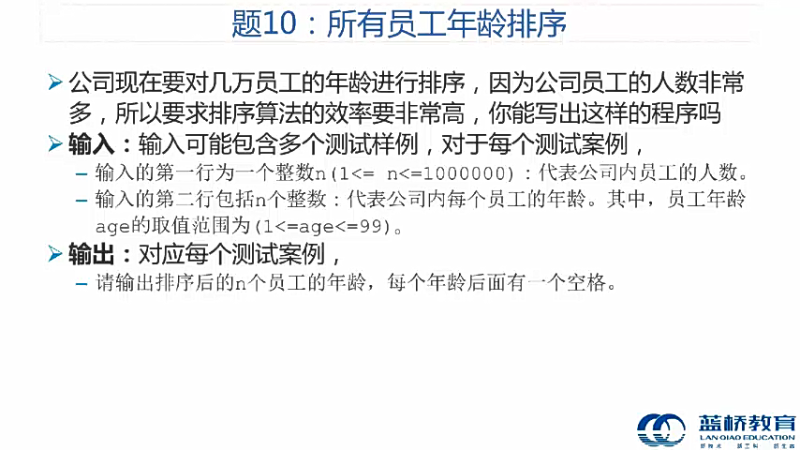 题10：所有员工年龄排序
公司现在要对几万员工的年龄进行排序，因为公司员工的人数非常
多，所以要求排序算法的效率要非常高，你能写出这样的程序吗
输入：输入可能包含多个测试样例，对于每个测试案例，
– 输入的第一行为一个整数n(1<= n<=1000000)：代表公司内员工的人数。
– 输入的第二行包括n个整数：代表公司内每个员工的年龄。其中，员工年龄
age的取值范围为(1<=age<=99)。
输出：对应每个测试案例，
– 请输出排序后的n个员工的年龄，每个年龄后面有一个空格。
蓝桥教育
LAN QIAO EDUCATION